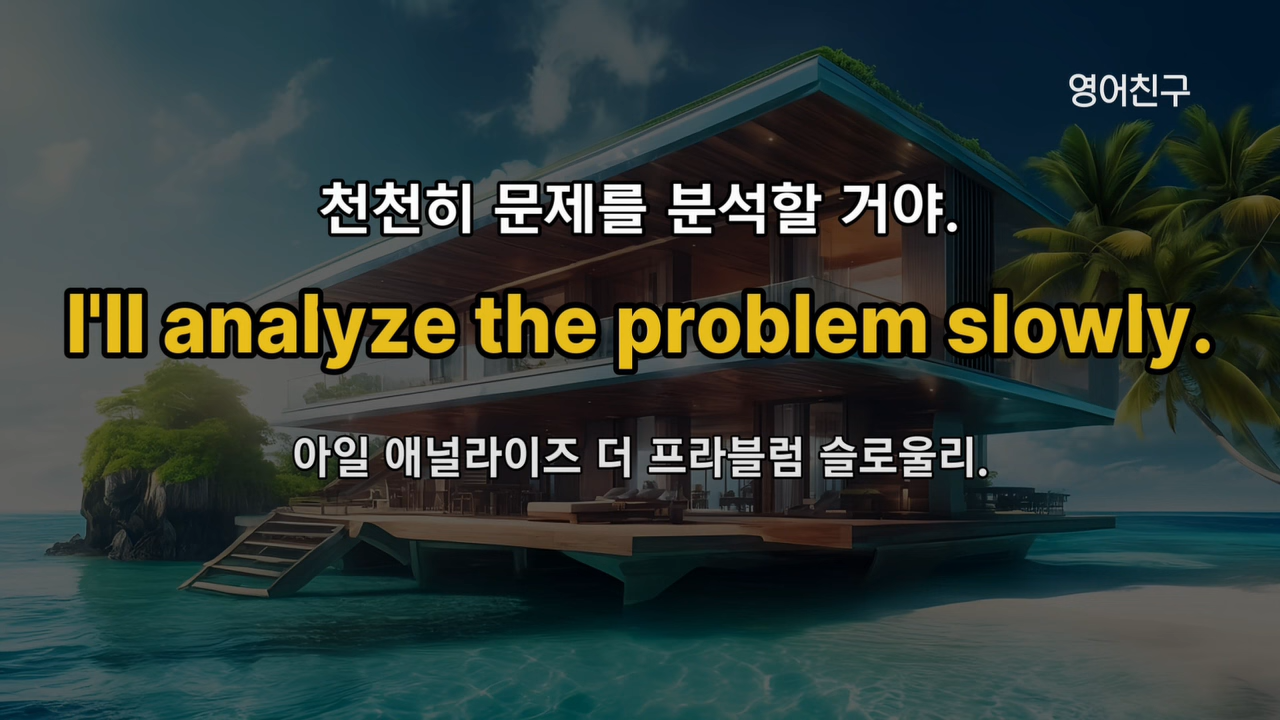 영어친구
천천히 문제를 분석할 거야.
I'll analyze the problem slowly.
아일 애널라이즈 더 프라블럼 슬로울리.